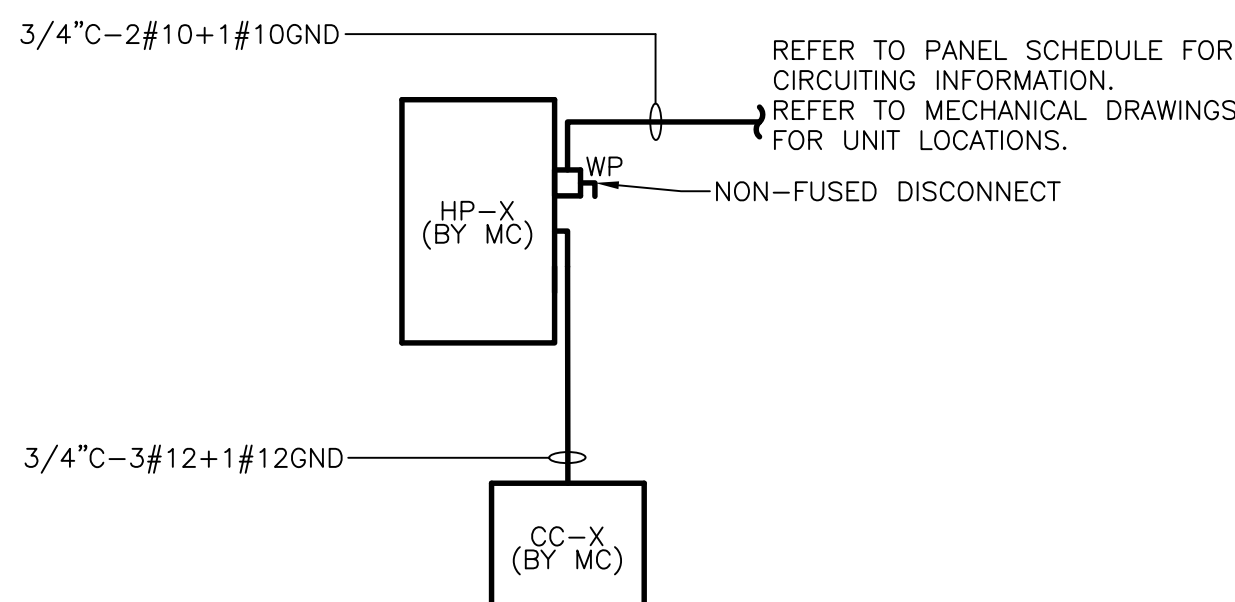 3/4"C-2#10+1#10GND
REFER TO PANEL SCHEDULE FOR
CIRCUITING INFORMATION.
REFER TO MECHANICAL DRAWINGS
FOR UNIT LOCATIONS.
WP
NON-FUSED DISCONNECT
HP-X
(BY MC)
3/4"C-3#12+1#12GND
CC-X
(BY MC)